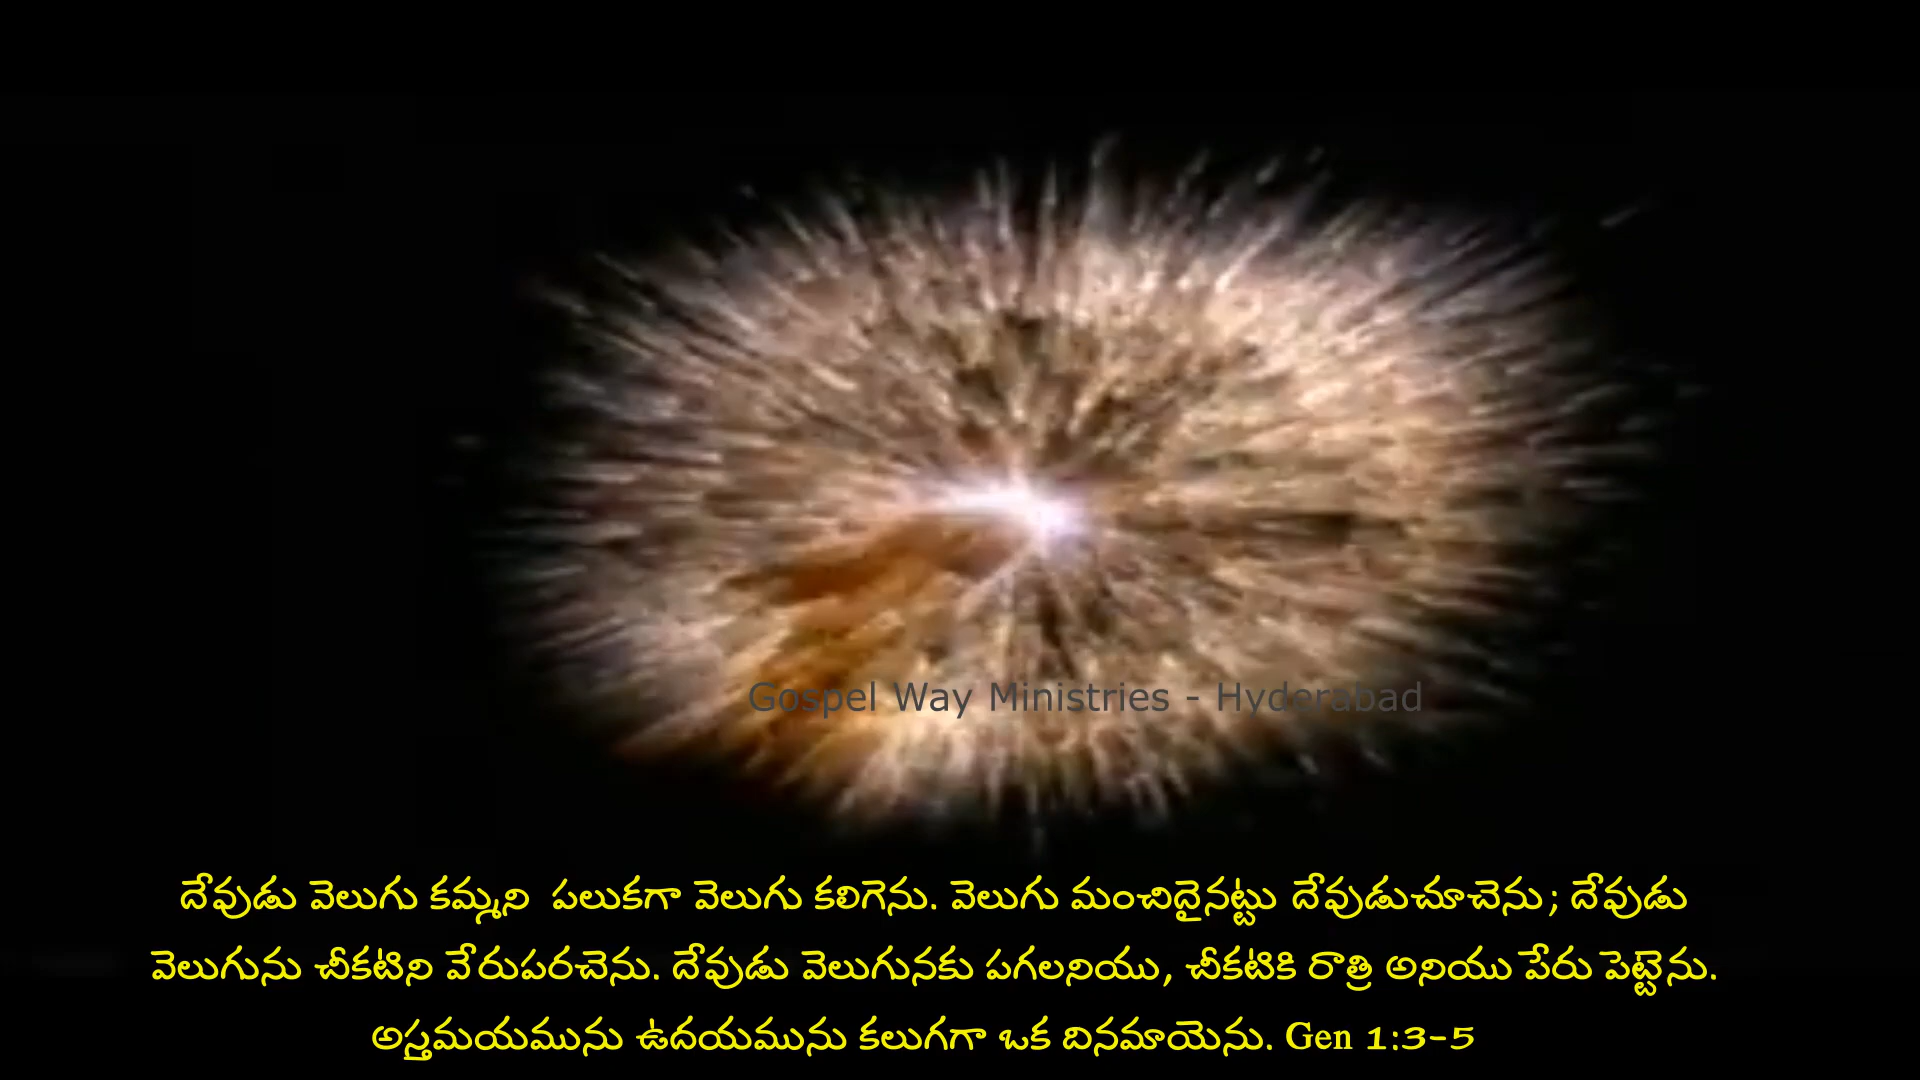 Gospel Way Ministries - Hyderabad
దేవుడు వెలుగు కమ్మని పలుకగా వెలుగు కలిగెను. వెలుగు మంచిదైనట్టు దేవుడుచూచెను; దేవుడు
వెలుగును చీకటిని వేరుపరచెను. దేవుడు వెలుగునకు పగలనియు, చీకటికి రాత్రి అనియు పేరు పెట్టెను.
అస్తమయమును ఉదయమును కలుగగా ఒక దినమాయెను. Gen 1:3-5